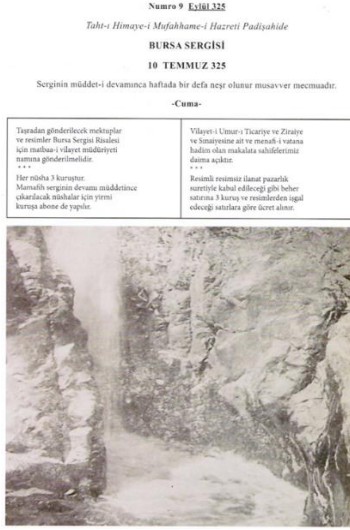 Numro 9 Eylül 325
Taht-ı Himaye-i Mufahhame-i Hazreti Padişahide
BURSA SERGİSİ
10 TEMMUZ 325
Serginin müddet-i devamınca haftada bir defa neşr olunur musavver mecmuadır.
-Cuma-
Taşradan gönderilecek mektuplar
ve resimler Bursa Sergisi Risalesi
için matbaa-i vilayet müdüriyeti
namına gönderilmelidir.
* * *
Her nüsha 3 kuruştur.
Mamafih serginin devamı müddetince
çıkarılacak nüshalar için yirmi
kuruşa abone de yapılır.
Vilayet-i Umur-ı Ticariye ve Ziraiye
ve Sınaiyesine ait ve menafi-i vatana
hadim olan makalata sahifelerimiz
daima açıktır.
* * *
Resimli resimsiz ilanat pazarlık
suretiyle kabul edileceği gibi beher
satırına 3 kuruş ve resimlerden işgal
edeceği satırlara göre ücret alınır.